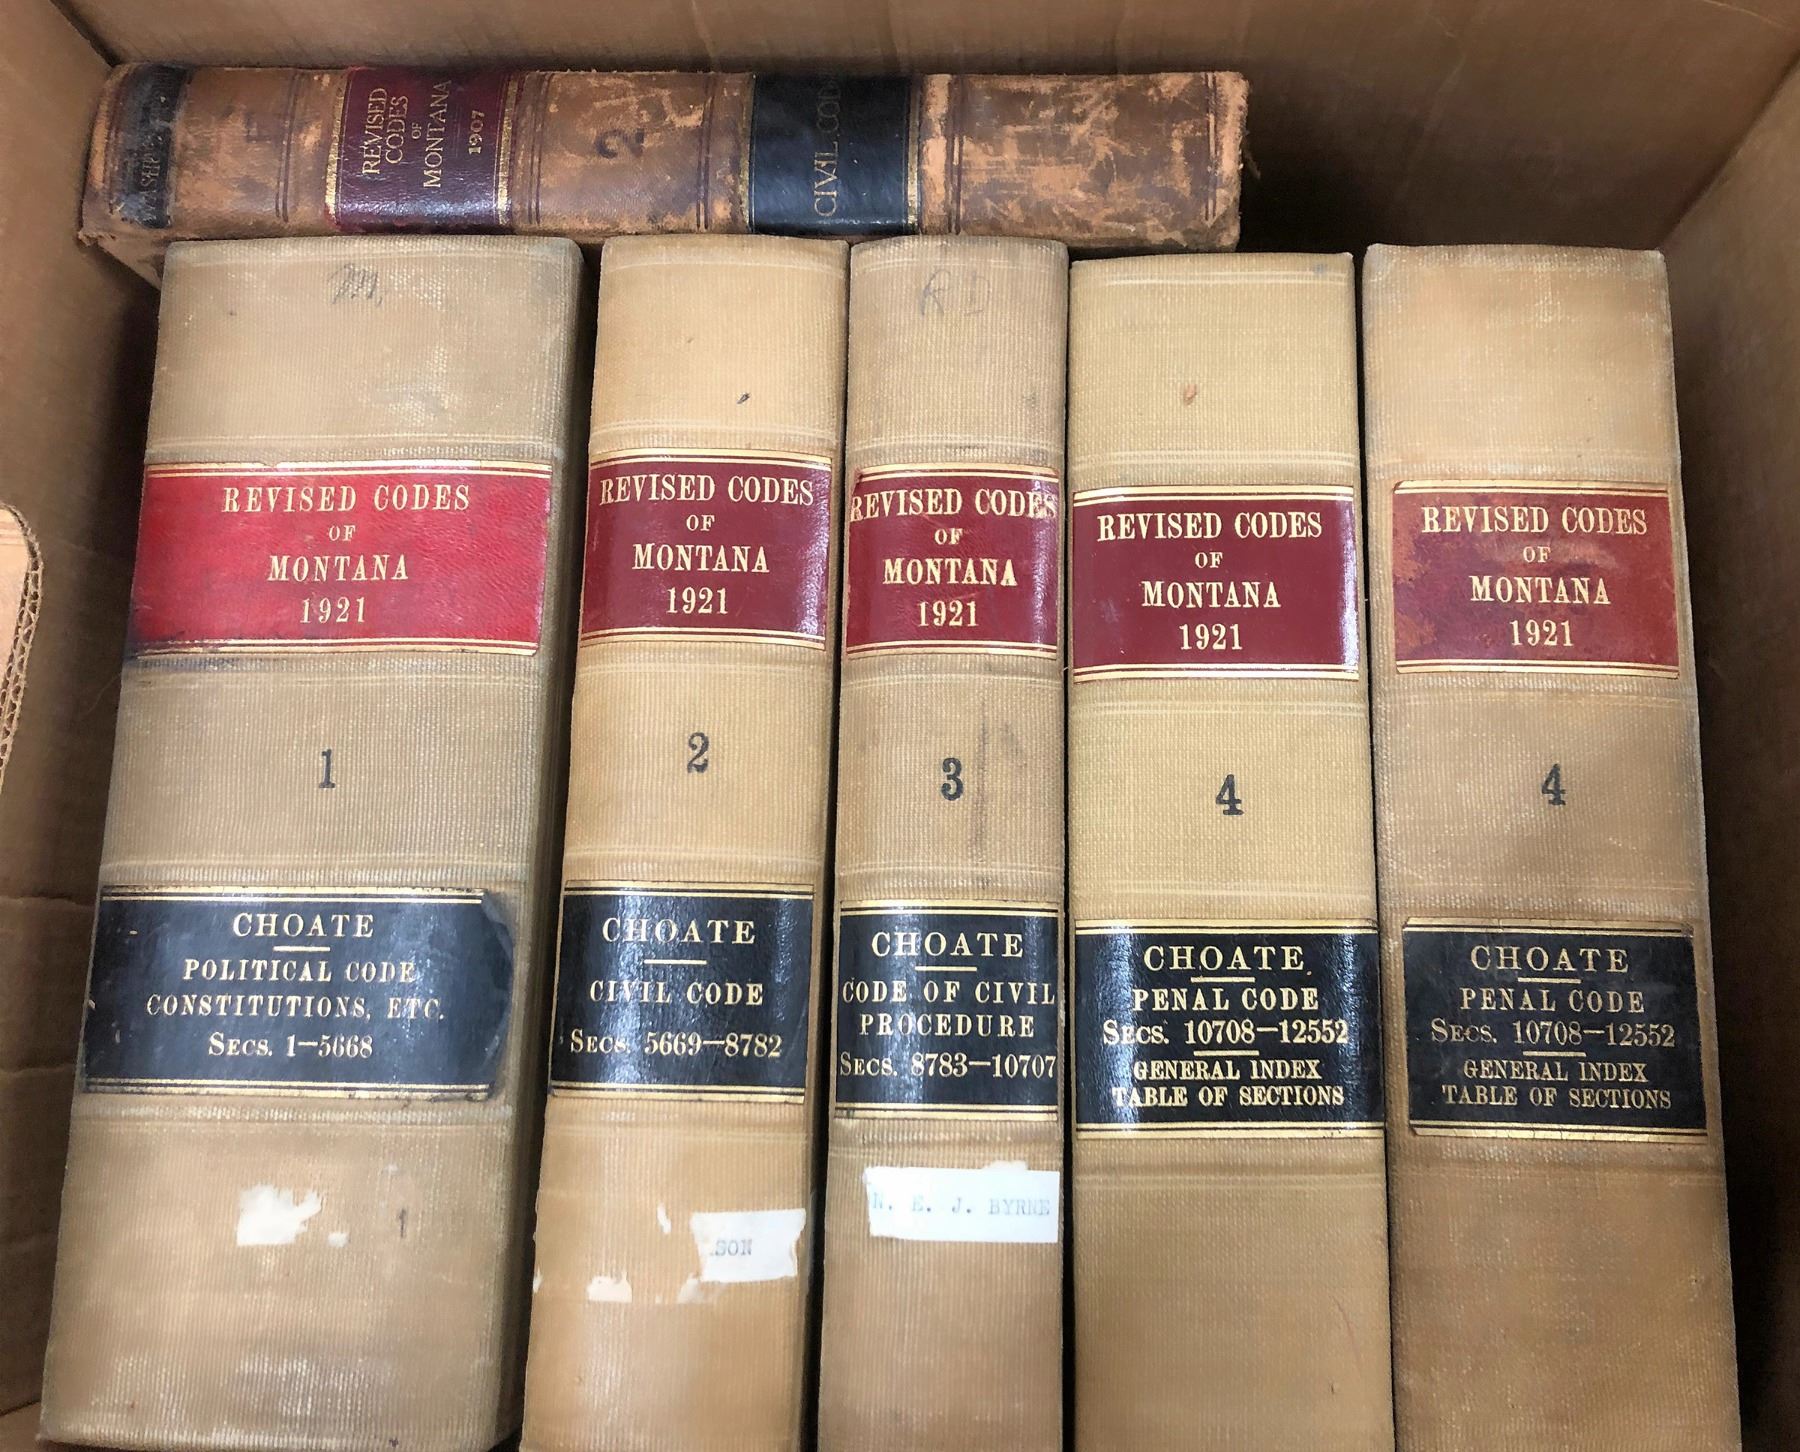 REVISED
CODES
OF
MONTANA
1907
2
CIVIL CODE
M.
REVISED CODES
OF
MONTANA
1921
1
CHOATE
POLITICAL CODE
CONSTITUTIONS, ETC.
SECS. 1—5668
1
REVISED CODES
OF
MONTANA
1921
2
CHOATE
CIVIL CODE
SECS. 5669—8782
SON
R D
REVISED CODES
OF
MONTANA
1921
3
CHOATE
CODE OF CIVIL
PROCEDURE
SECS. 8783—10707
E. J. BYRNE
REVISED CODES
OF
MONTANA
1921
4
CHOATE
PENAL CODE
SECS. 10708—12552
GENERAL INDEX
TABLE OF SECTIONS
REVISED CODES
OF
MONTANA
1921
4
CHOATE
PENAL CODE
SECS. 10708—12552
GENERAL INDEX
TABLE OF SECTIONS